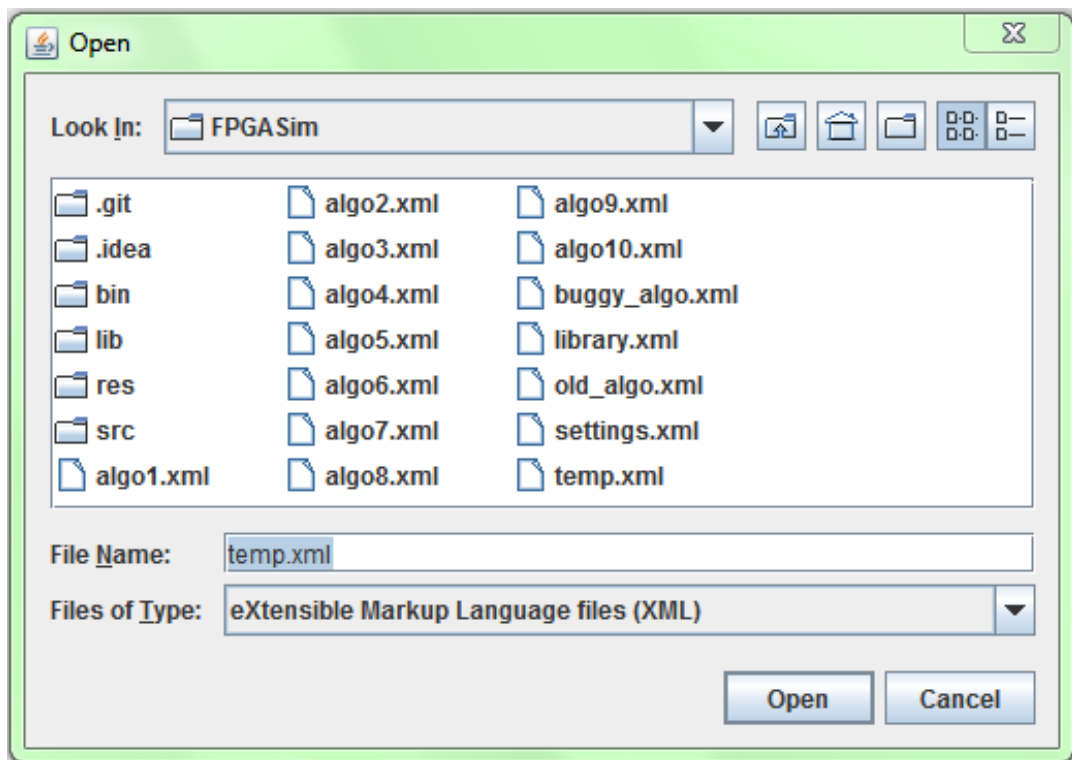 Open
Look In: FPGASim
.git algo2.xml algo9.xml
.idea algo3.xml algo10.xml
bin algo4.xml buggy_algo.xml
lib algo5.xml library.xml
res algo6.xml old_algo.xml
src algo7.xml settings.xml
algo1.xml algo8.xml temp.xml
File Name: temp.xml
Files of Type: eXtensible Markup Language files (XML)
Open Cancel